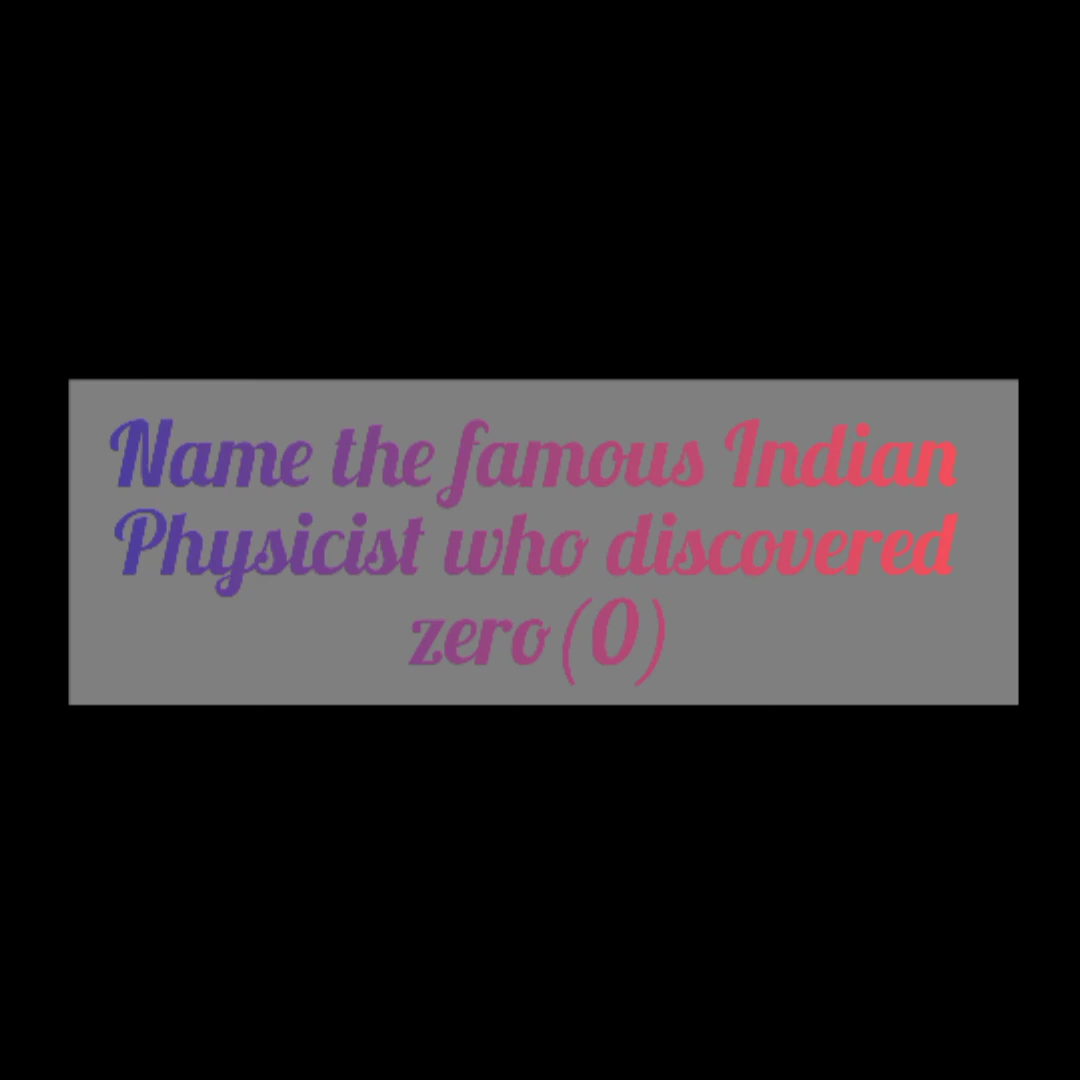 Name the famous Indian
Physicist who discovered
zero (0)